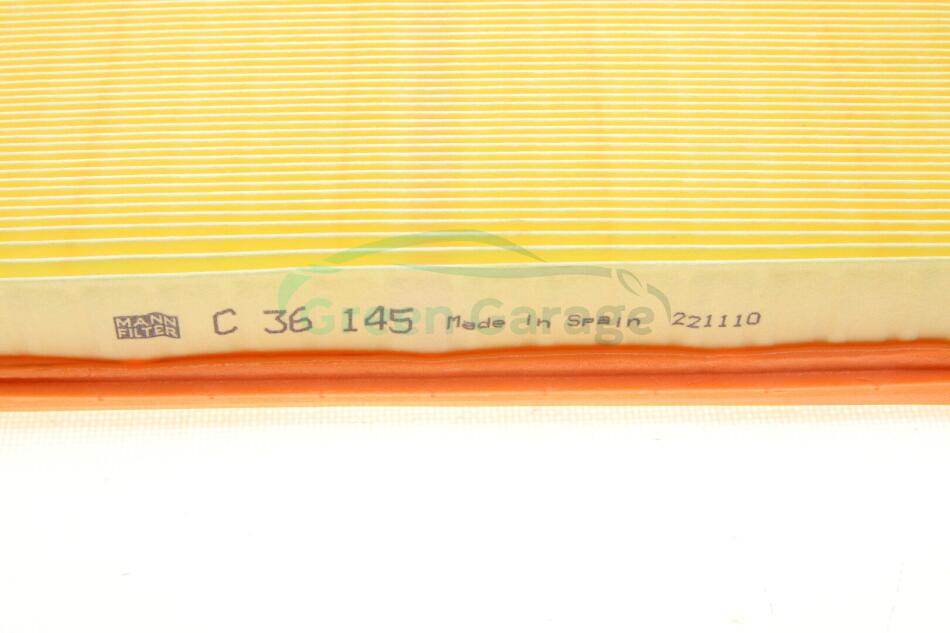 MANN
FILTER
C 36 145 Made in Spain 221110
Green Garage